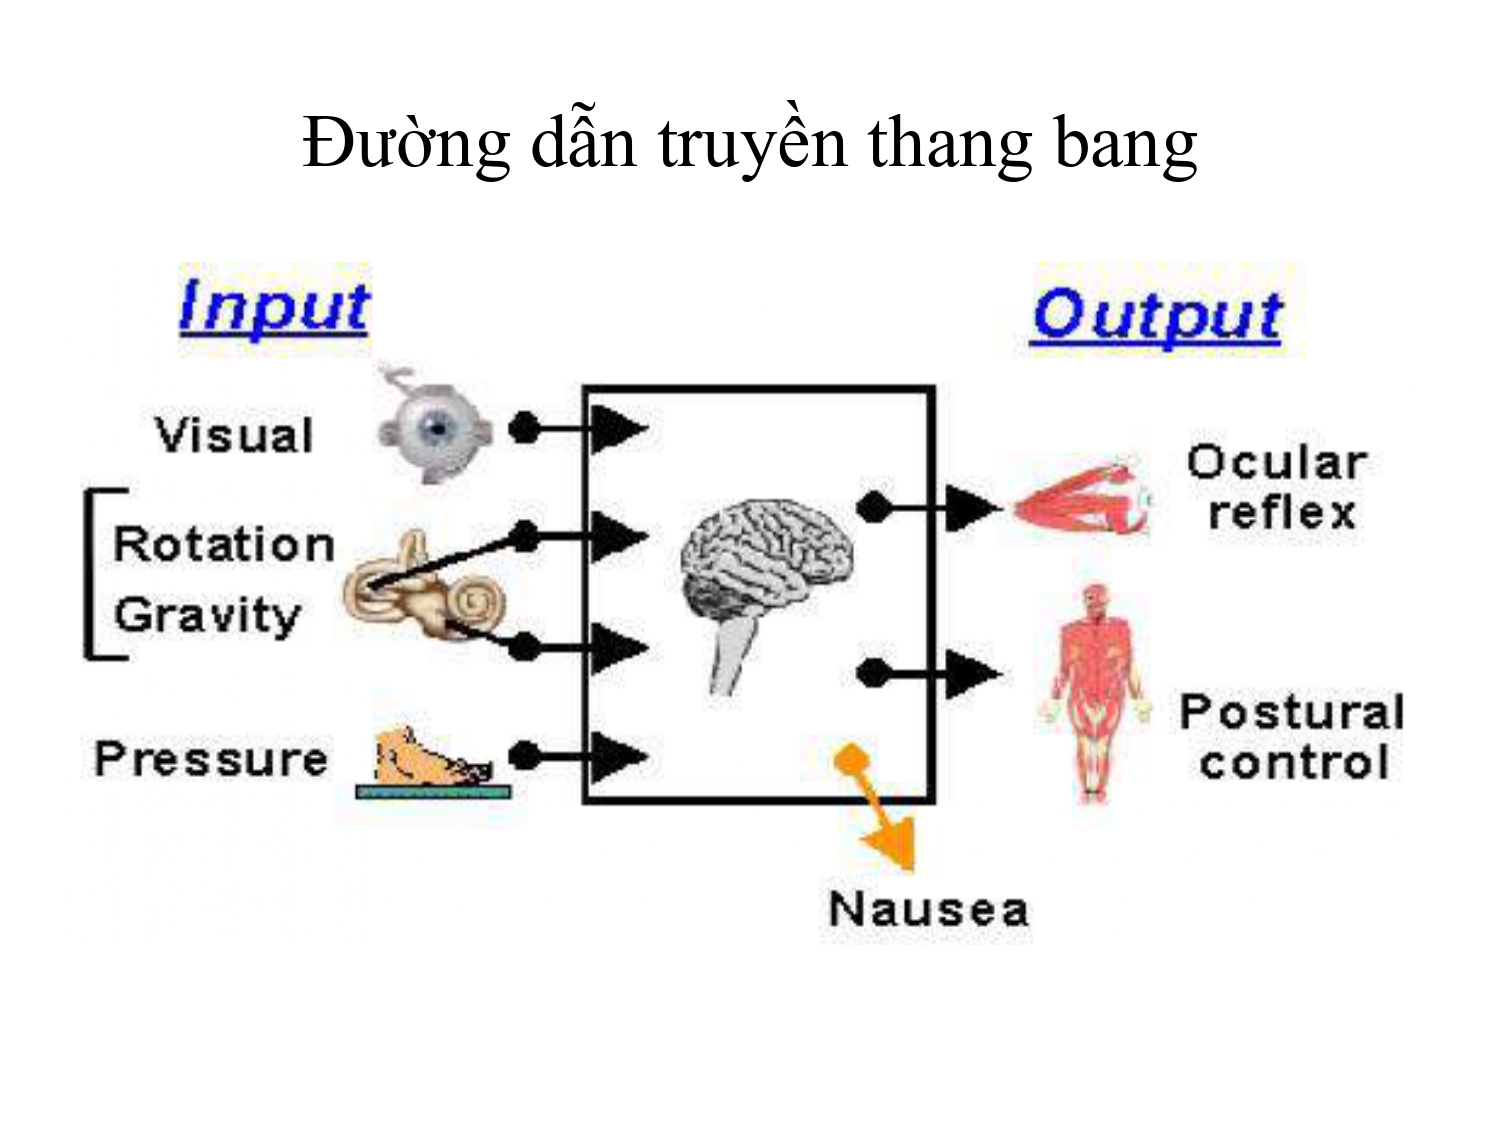 Đường dẫn truyền thang bang
Input
Output
Visual
Rotation
Gravity
Pressure
Ocular
reflex
Postural
control
Nausea